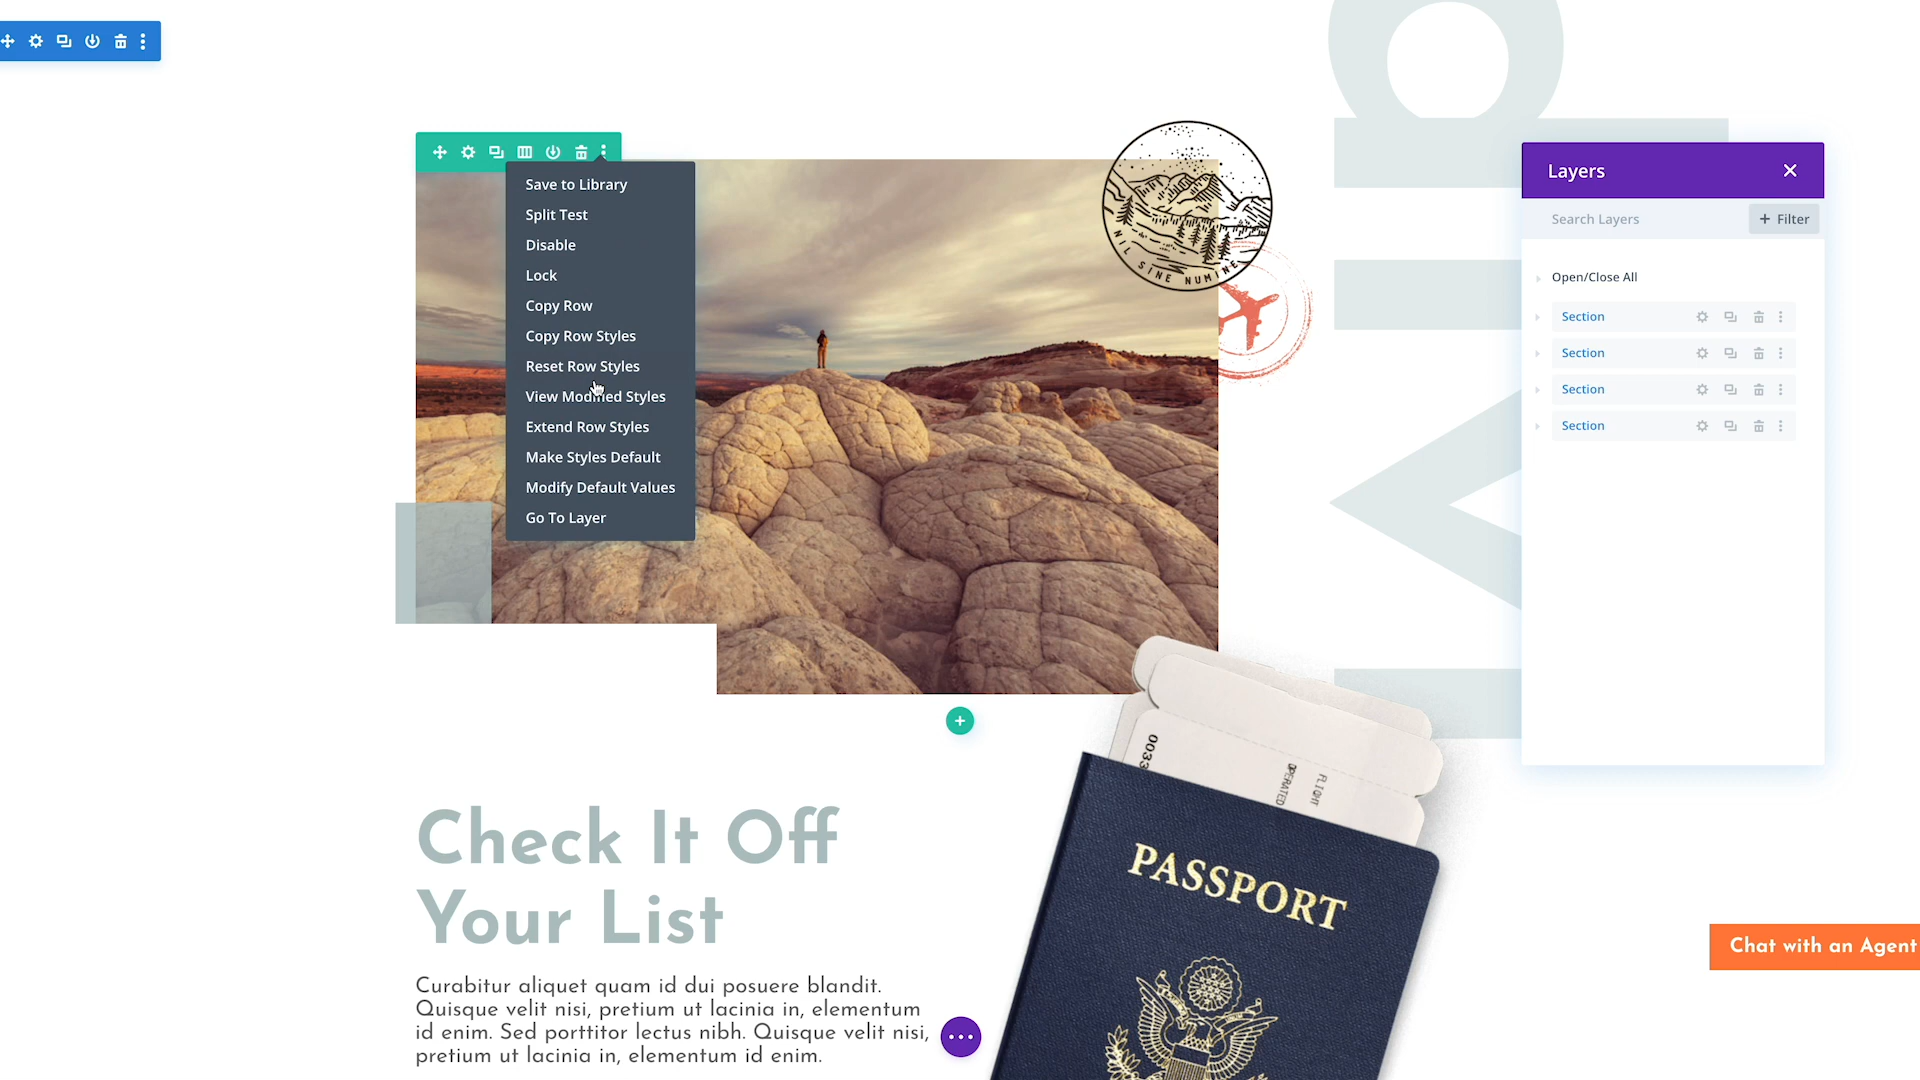 Save to Library
Split Test
Disable
Lock
Copy Row
Copy Row Styles
Reset Row Styles
View Modified Styles
Extend Row Styles
Make Styles Default
Modify Default Values
Go To Layer
NIL SINE NUMINE
Layers
Search Layers
+ Filter
Open/Close All
Section
Section
Section
Section
Check It Off
Your List
Curabitur aliquet quam id dui posuere blandit.
Quisque velit nisi, pretium ut lacinia in, elementum
id enim. Sed porttitor lectus nibh. Quisque velit nisi,
pretium ut lacinia in, elementum id enim.
0033
OPERATED
FLIGHT
PASSPORT
Chat with an Agent